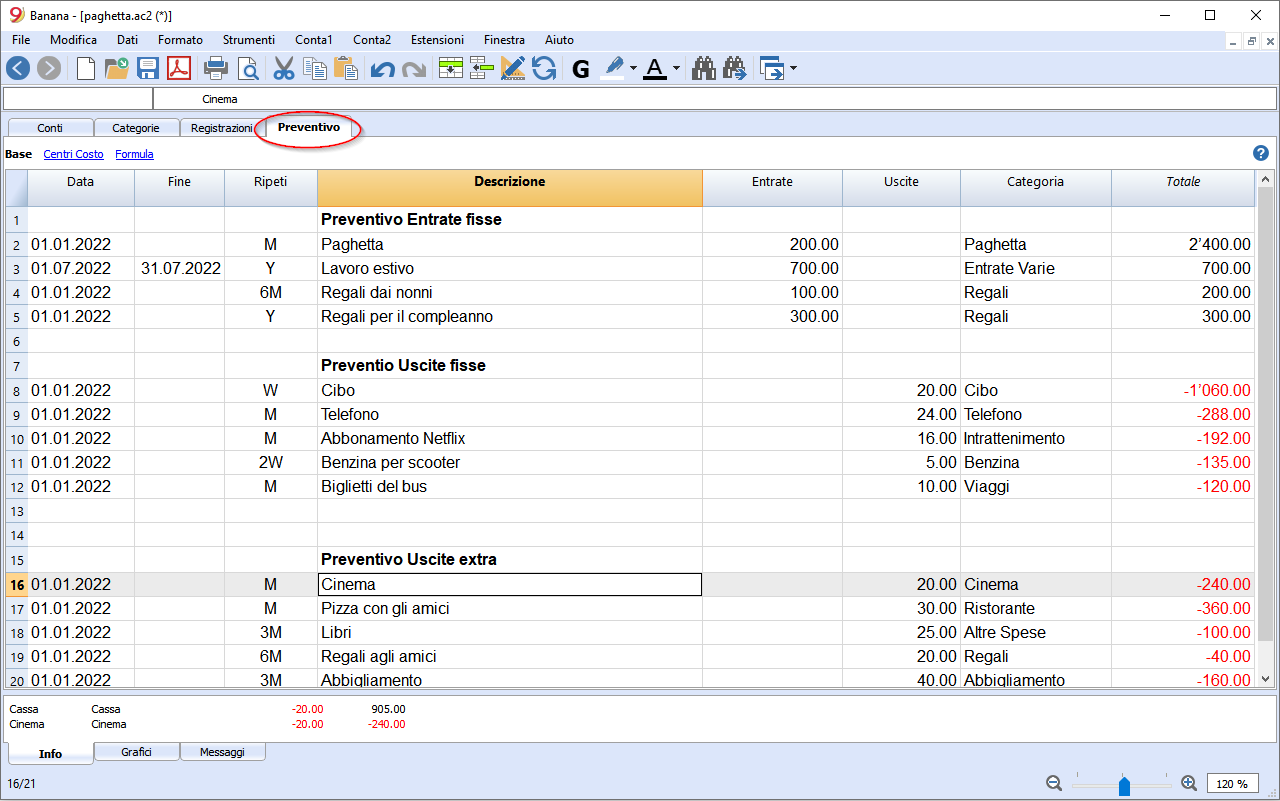 Banana - [paghetta.ac2 (*)]
File Modifica Dati Formato Strumenti Conta1 Conta2 Estensioni Finestra Aiuto
G A
Cinema
Conti Categorie Registrazioni Preventivo
Base Centri Costo Formula ?
Data Fine Ripeti Descrizione Entrate Uscite Categoria Totale
1 Preventivo Entrate fisse
2 01.01.2022 M Paghetta 200.00 Paghetta 2’400.00
3 01.07.2022 31.07.2022 Y Lavoro estivo 700.00 Entrate Varie 700.00
4 01.01.2022 6M Regali dai nonni 100.00 Regali 200.00
5 01.01.2022 Y Regali per il compleanno 300.00 Regali 300.00
6
7 Preventio Uscite fisse
8 01.01.2022 W Cibo 20.00 Cibo -1’060.00
9 01.01.2022 M Telefono 24.00 Telefono -288.00
10 01.01.2022 M Abbonamento Netflix 16.00 Intrattenimento -192.00
11 01.01.2022 2W Benzina per scooter 5.00 Benzina -135.00
12 01.01.2022 M Biglietti del bus 10.00 Viaggi -120.00
13
14
15 Preventivo Uscite extra
16 01.01.2022 M Cinema 20.00 Cinema -240.00
17 01.01.2022 M Pizza con gli amici 30.00 Ristorante -360.00
18 01.01.2022 3M Libri 25.00 Altre Spese -100.00
19 01.01.2022 6M Regali agli amici 20.00 Regali -40.00
20 01.01.2022 3M Abbigliamento 40.00 Abbigliamento -160.00
Cassa Cassa -20.00 905.00
Cinema Cinema -20.00 -240.00
Info Grafici Messaggi
16/21 120 %